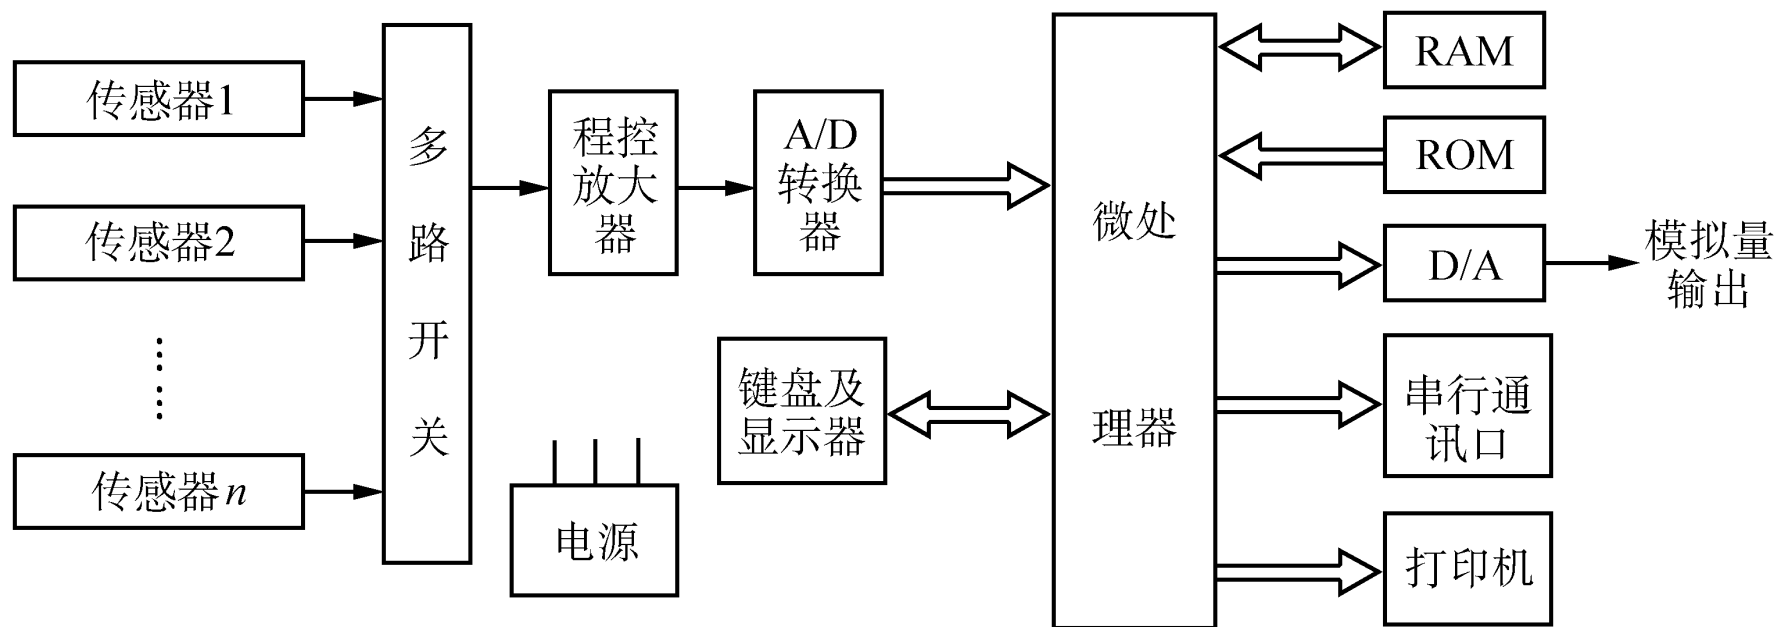 传感器1
传感器2
传感器n
多
路
开
关
程控
放大
器
A/D
转换
器
键盘及
显示器
电源
微处
理器
RAM
ROM
D/A
模拟量
输出
串行通
讯口
打印机